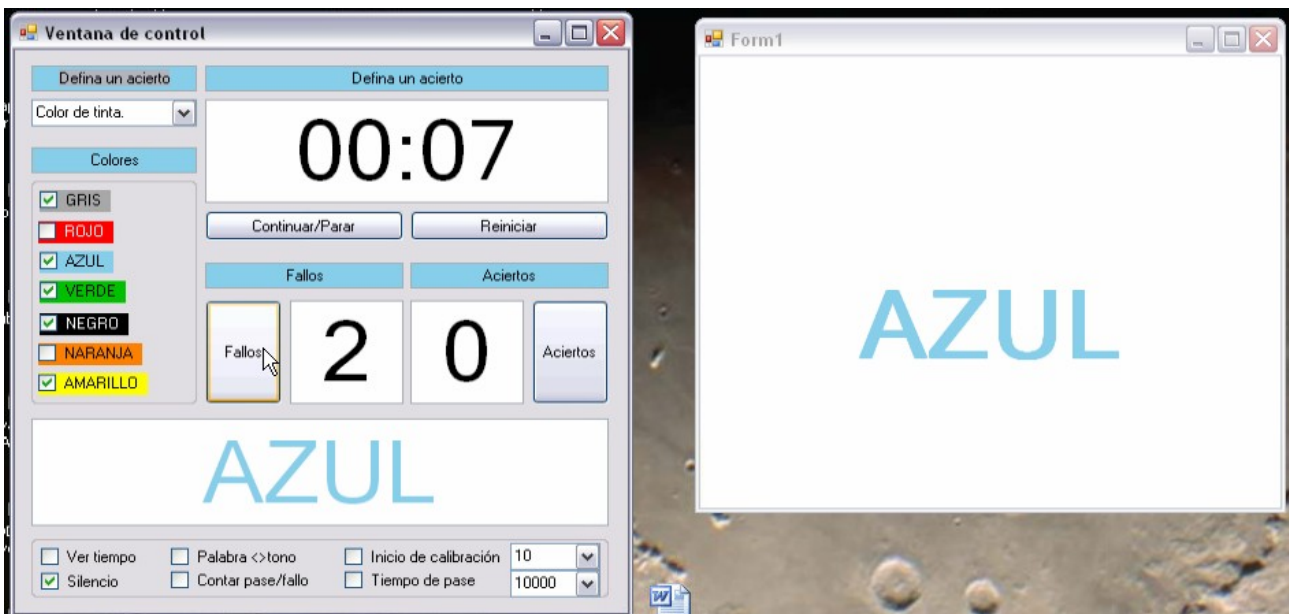 Ventana de control
Defina un acierto
Defina un acierto
Color de tinta.
00:07
Colores
GRIS
ROJO
AZUL
VERDE
NEGRO
NARANJA
AMARILLO
Continuar/Parar
Reiniciar
Fallos
Aciertos
Fallos
2
0
Aciertos
AZUL
Ver tiempo
Palabra <>tono
Inicio de calibración
10
Silencio
Contar pase/fallo
Tiempo de pase
10000
Form1
AZUL